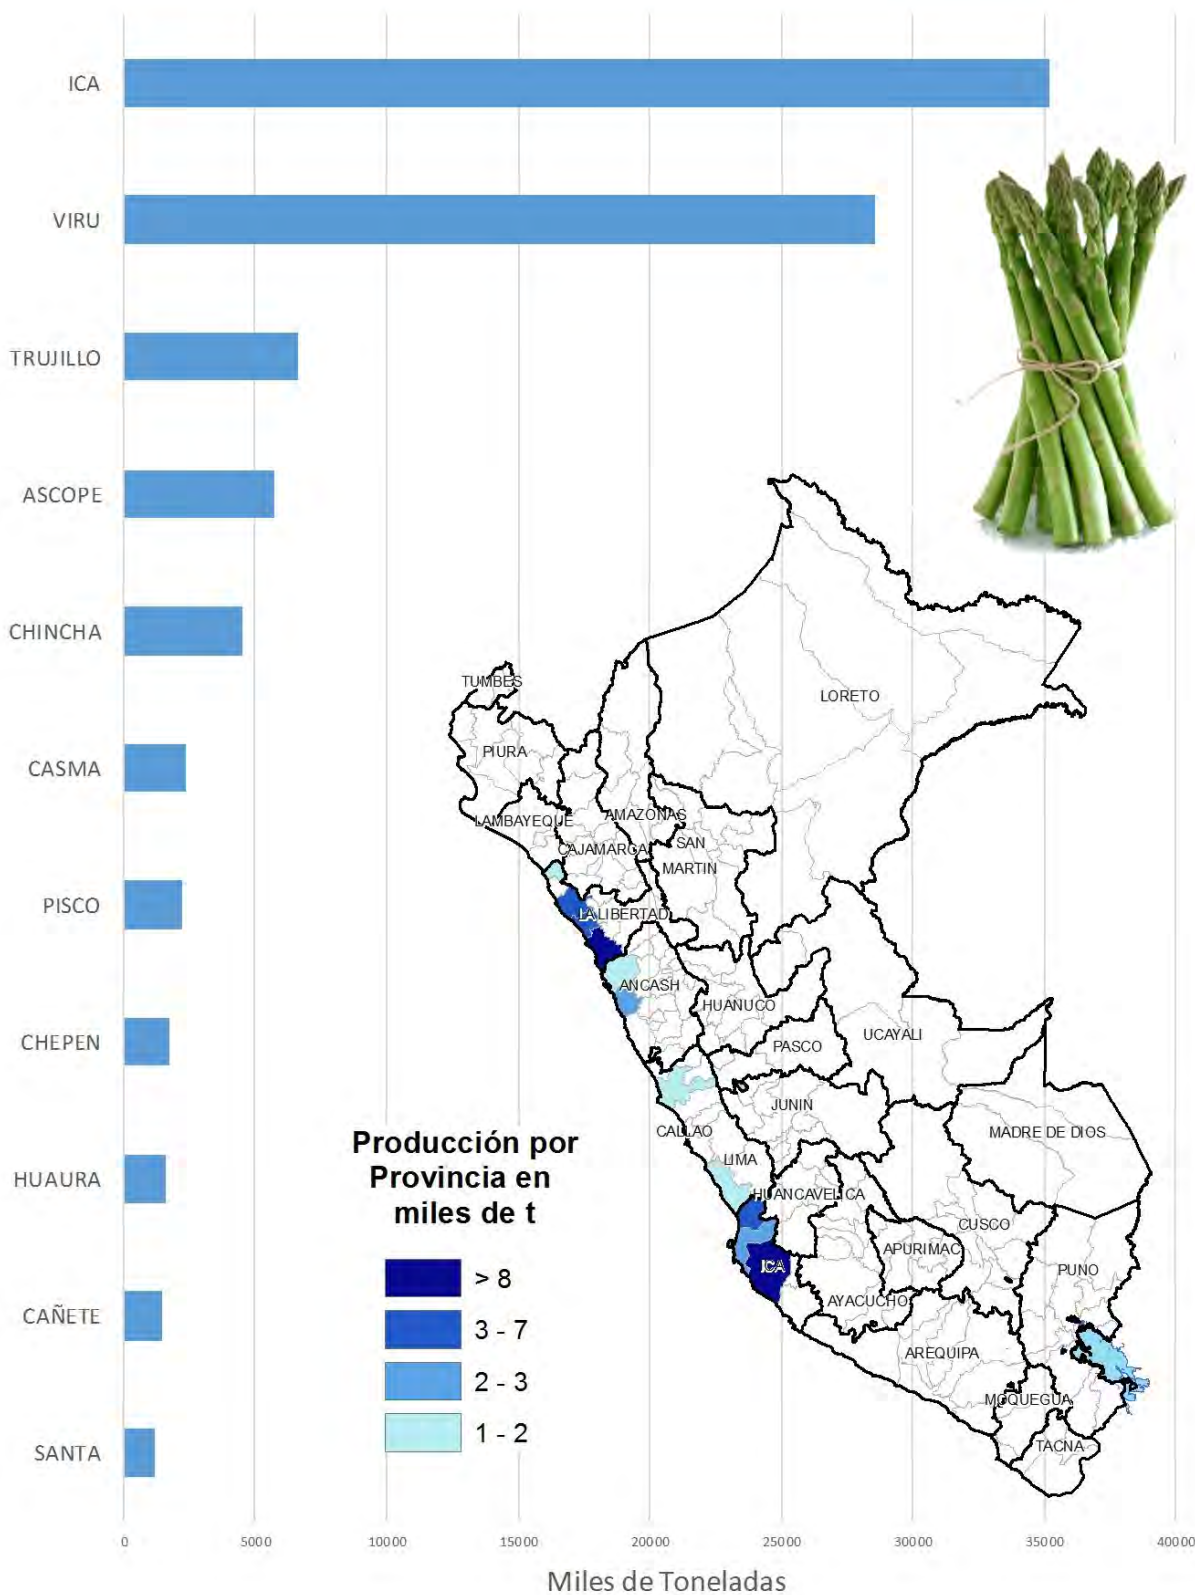 ICA
VIRU
TRUJILLO
ASCOPE
CHINCHA
CASMA
PISCO
CHEPEN
HUAURA
CAÑETE
SANTA
0 5000 10000 15000 20000 25000 30000 35000 40000
Miles de Toneladas
Producción por
Provincia en
miles de t
> 8
3 - 7
2 - 3
1 - 2
LORETO
TUMBES
PIURA
LAMBAYEQUE
AMAZONAS
CAJAMARCA
SAN
MARTIN
LA LIBERTAD
ANCASH
HUANUCO
UCAYALI
PASCO
JUNIN
CALLAO
MADRE DE DIOS
LIMA
HUANCAVELICA
CUSCO
APURIMAC
ICA
PUNO
AYACUCHO
AREQUIPA
MOQUEGUA
TACNA